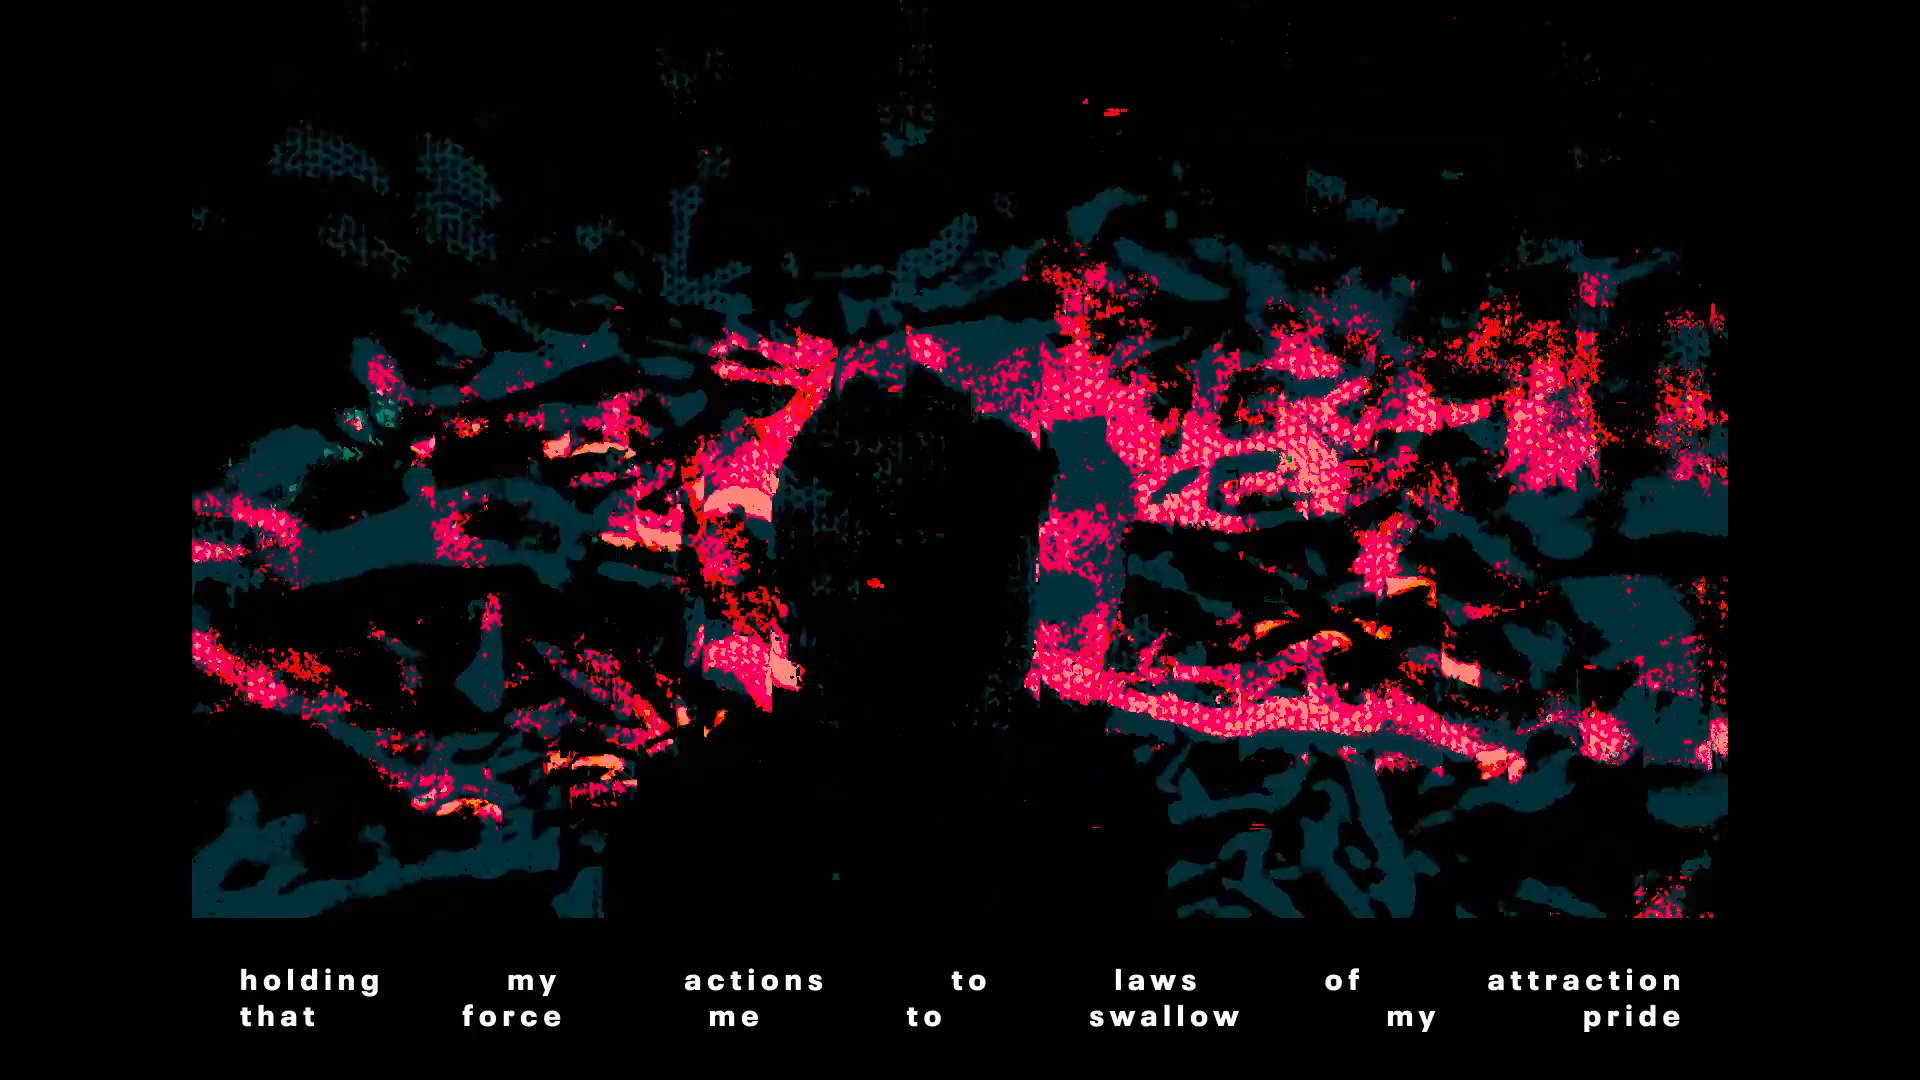 holding my actions to laws of attraction
that force me to swallow my pride